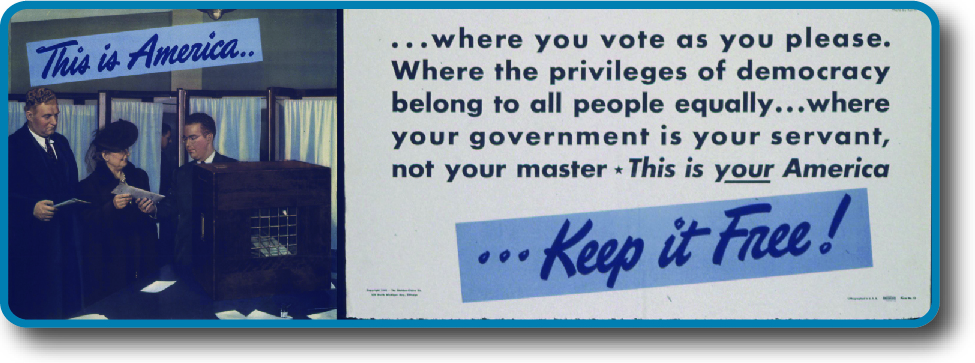 This is America..
...where you vote as you please.
Where the privileges of democracy
belong to all people equally...where
your government is your servant,
not your master ★ This is your America
...Keep it Free!